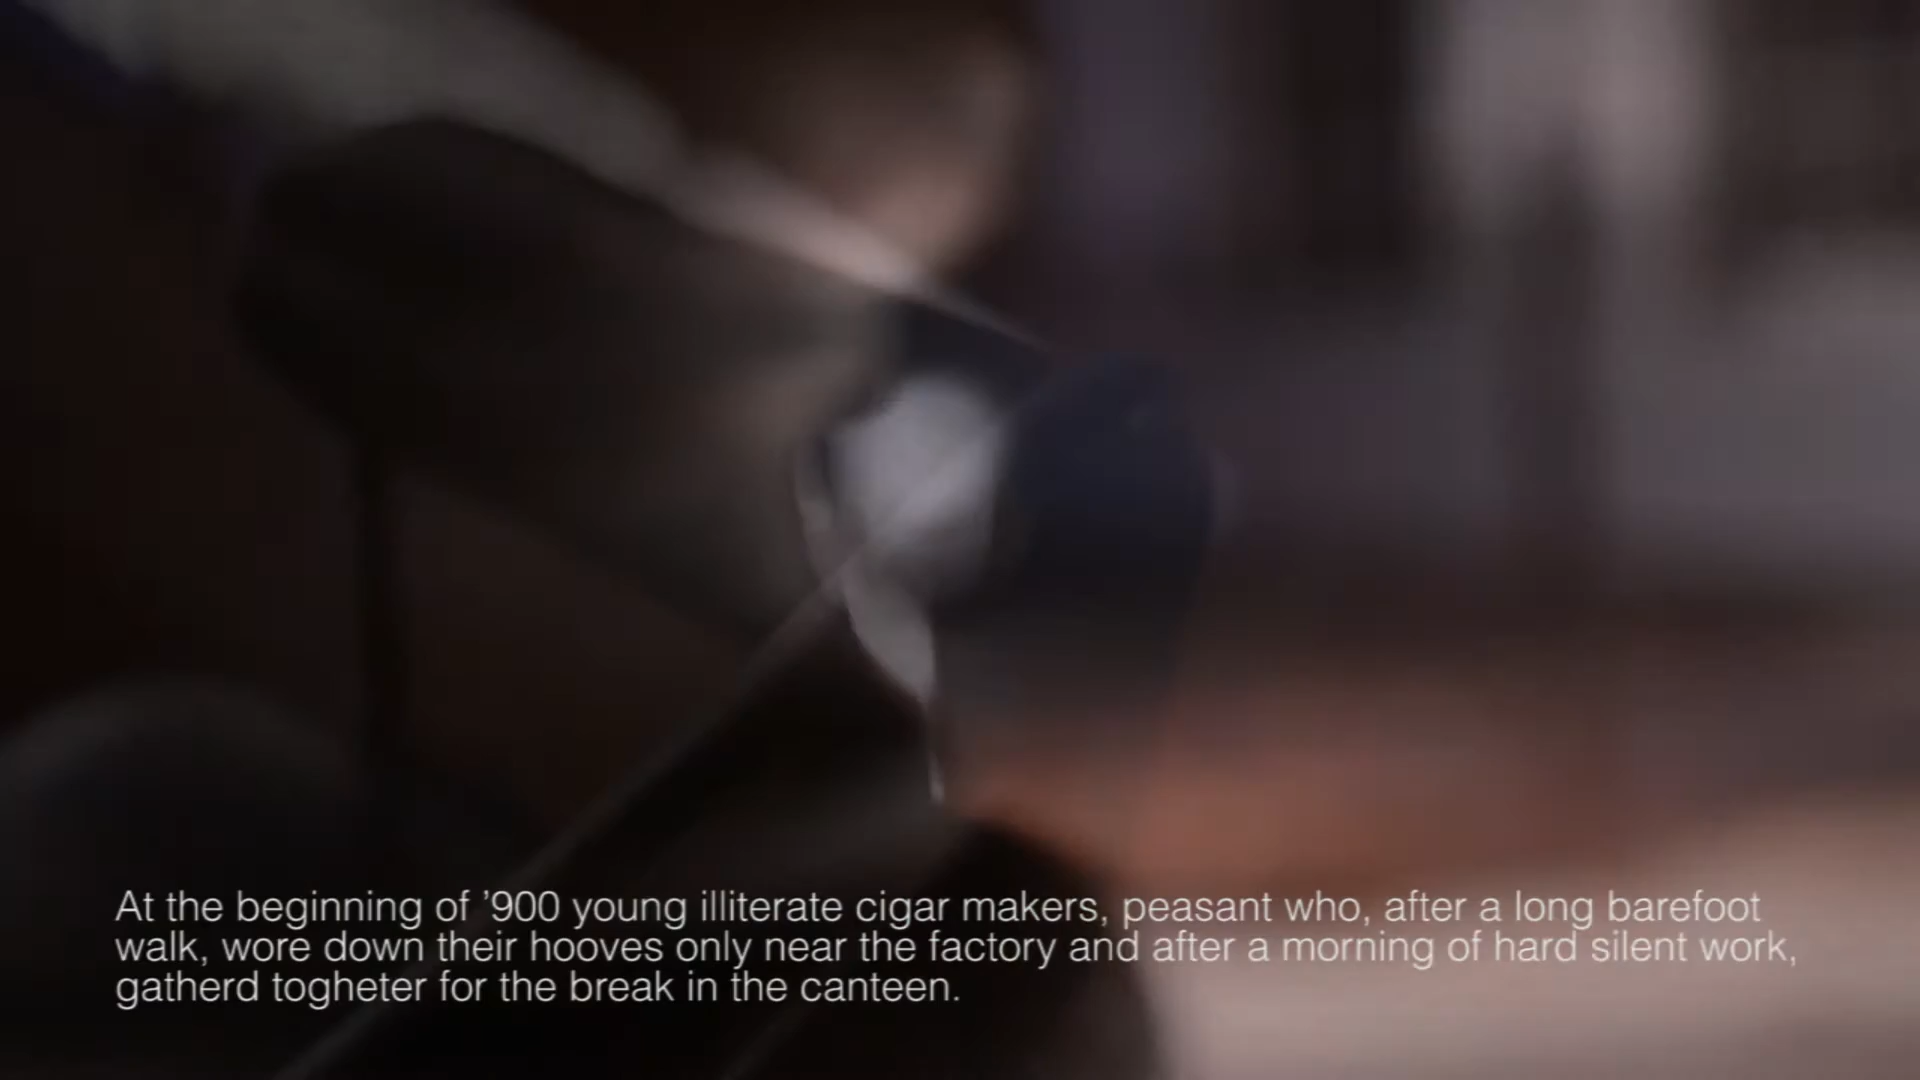 At the beginning of ’900 young illiterate cigar makers, peasant who, after a long barefoot
walk, wore down their hooves only near the factory and after a morning of hard silent work,
gatherd togheter for the break in the canteen.